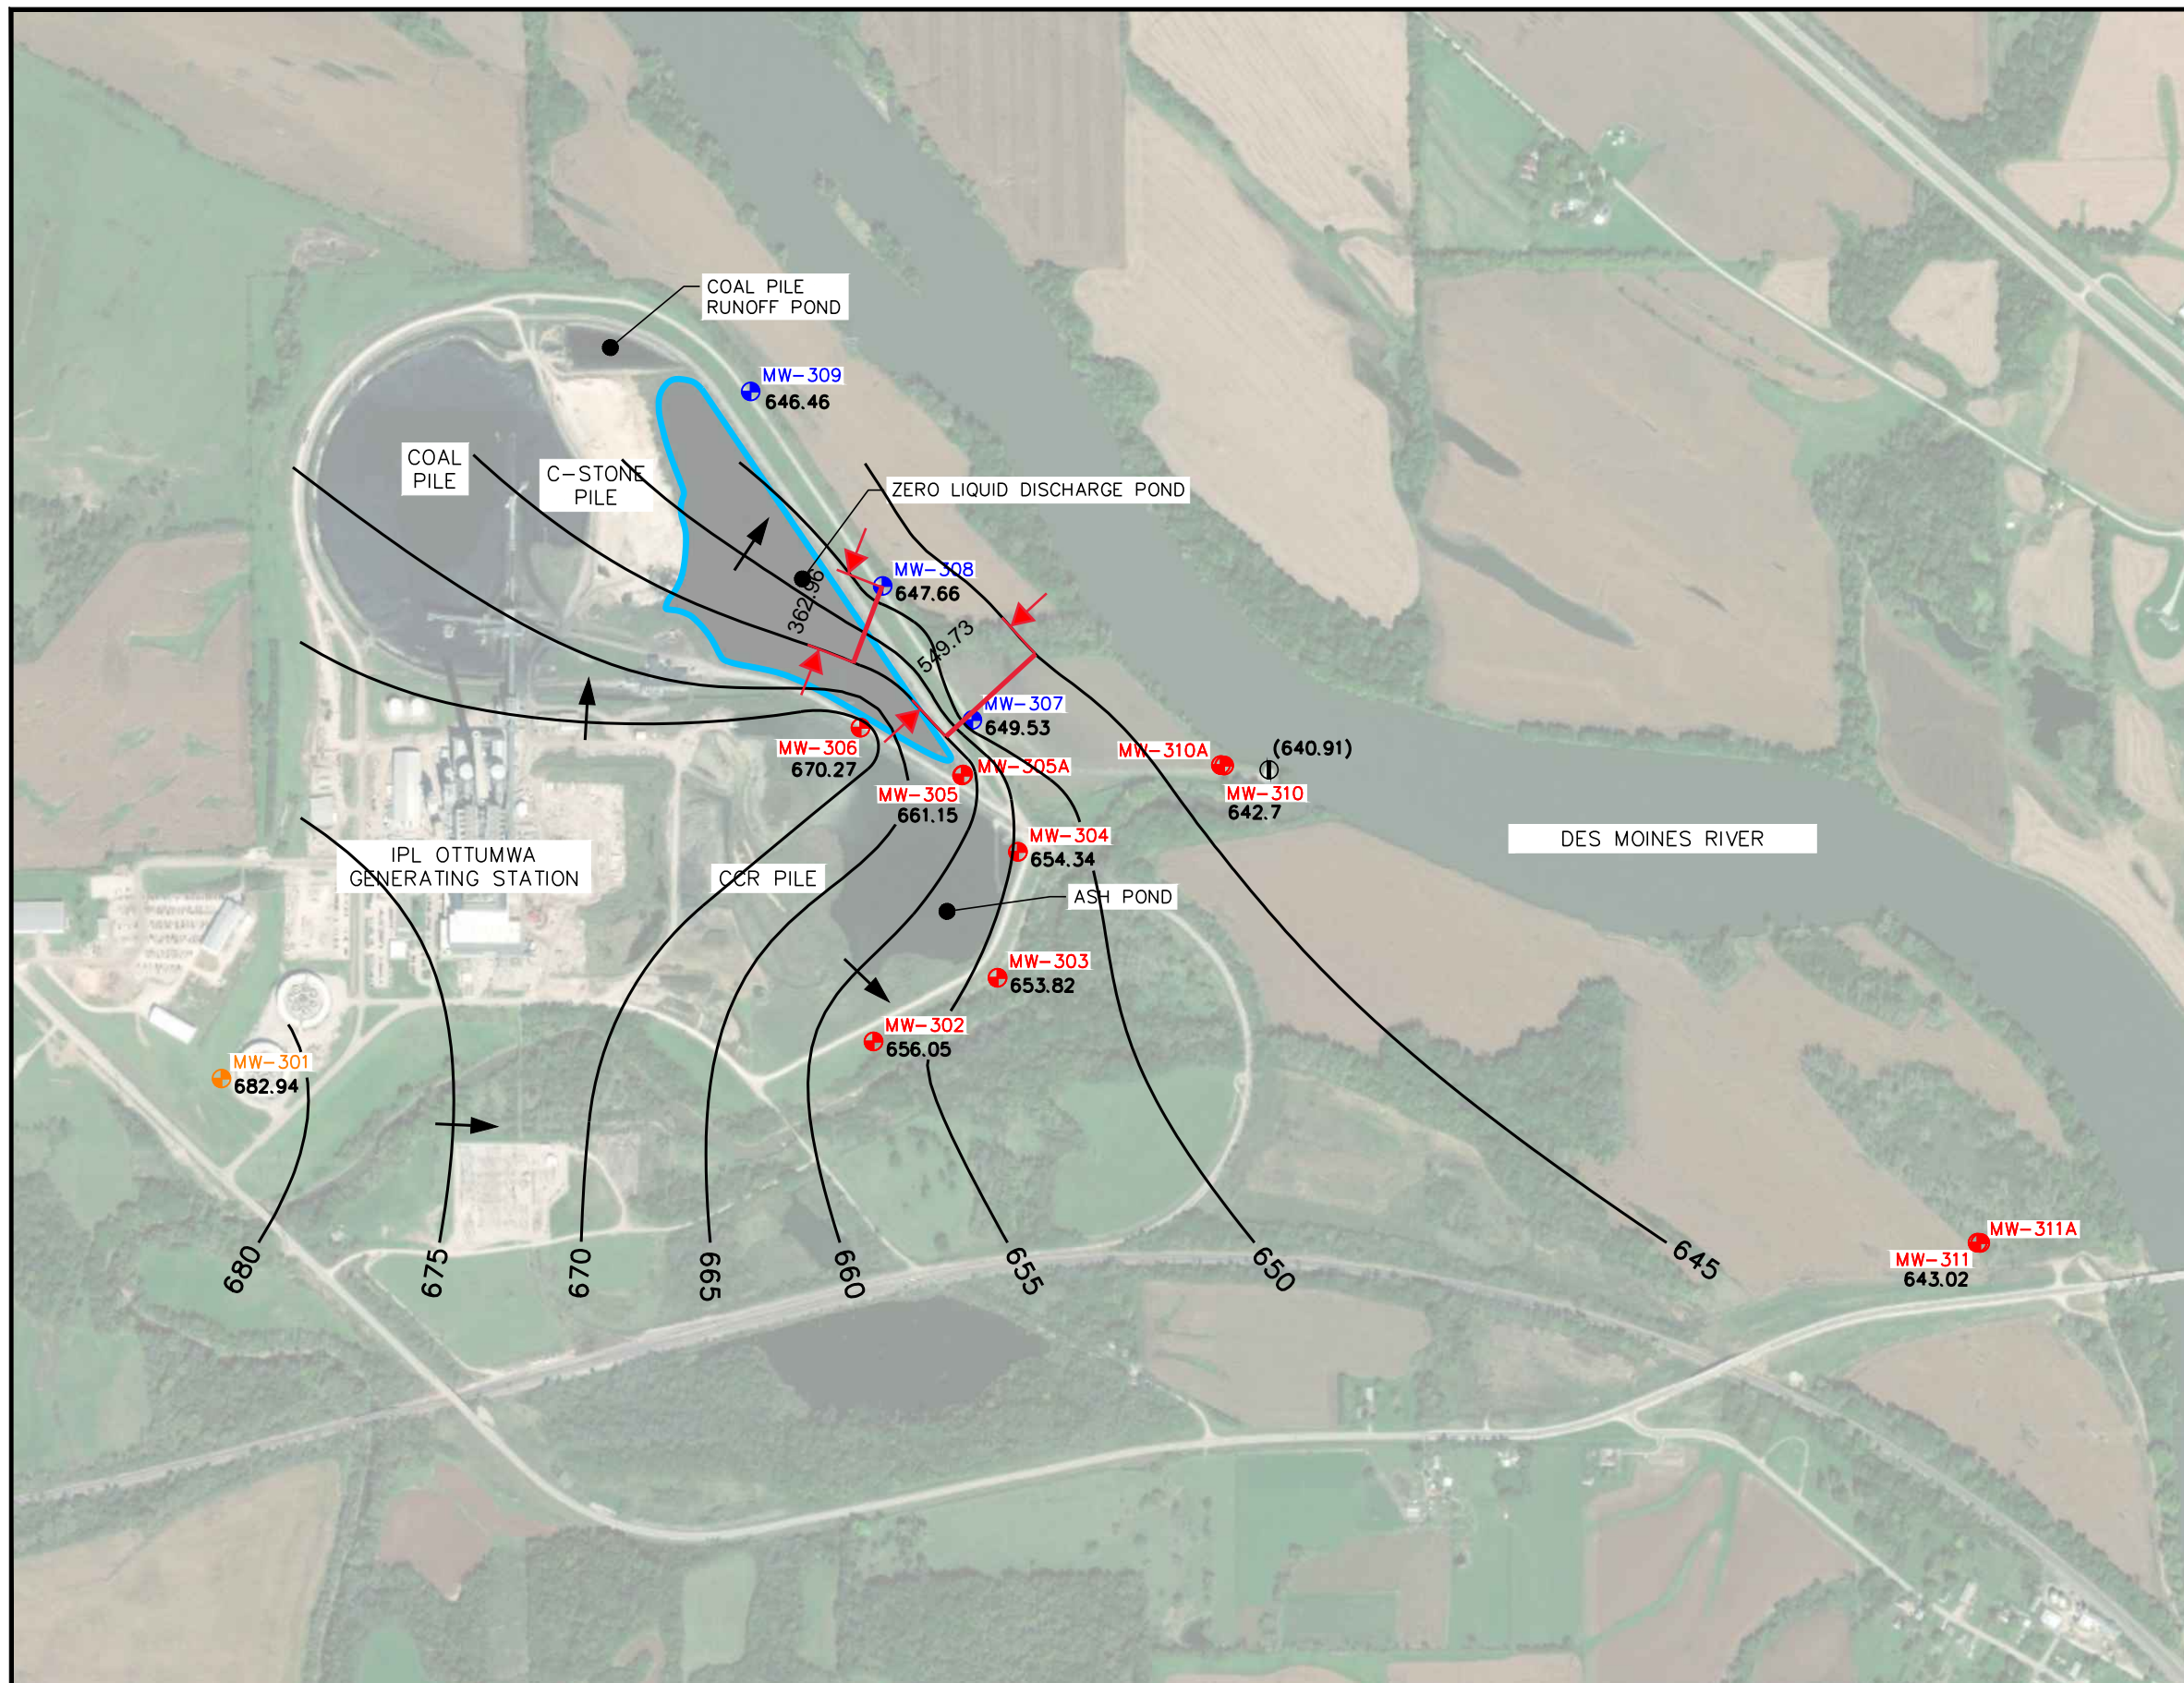 COAL PILE
RUNOFF POND
MW-309
646.46
COAL
PILE
C-STONE
PILE
ZERO LIQUID DISCHARGE POND
MW-308
647.66
362.96
549.73
MW-307
649.53
MW-306
670.27
MW-305A
MW-305
661.15
MW-310A
(640.91)
MW-310
642.7
DES MOINES RIVER
MW-304
654.34
IPL OTTUMWA
GENERATING STATION
CCR PILE
ASH POND
MW-303
653.82
MW-302
656.05
MW-301
682.94
MW-311A
MW-311
643.02
680
675
670
695
660
655
650
645